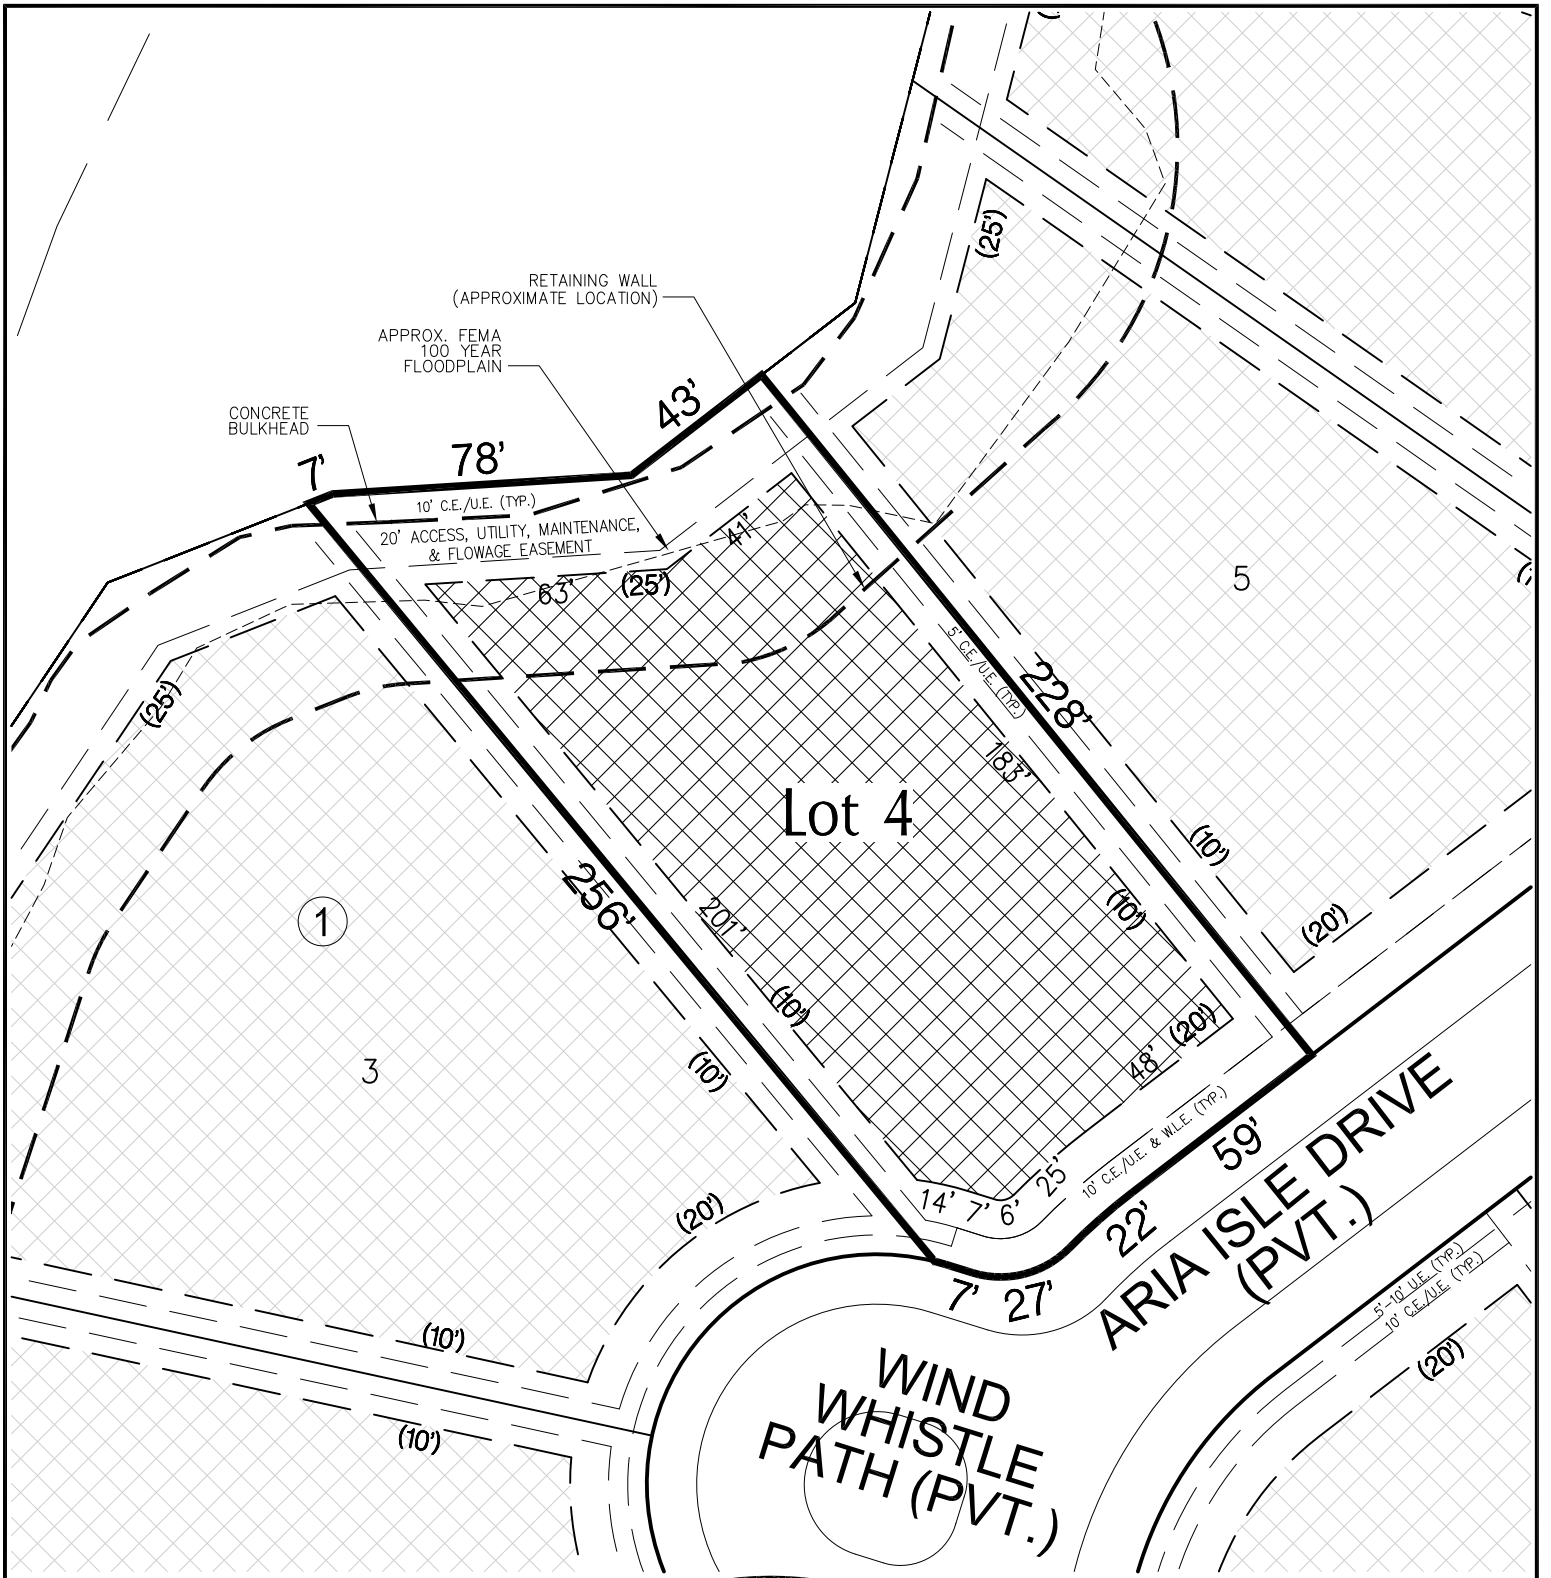 (25')
RETAINING WALL
(APPROXIMATE LOCATION)
APPROX. FEMA
100 YEAR
FLOODPLAIN
CONCRETE
BULKHEAD
43'
78'
7'
10' C.E./U.E. (TYP.)
20' ACCESS, UTILITY, MAINTENANCE,
& FLOWAGE EASEMENT
41'
63'
(25')
5
5' C.E./U.E. (TYP.)
228'
(25')
183'
Lot 4
(10')
256'
201'
(10')
1
(20')
(10')
(20')
48'
3
(10')
10' C.E./U.E. & W.L.E. (TYP.)
59'
25'
14'
7'
6'
(20')
22'
7'
27'
ARIA ISLE DRIVE
(PVT.)
5'-10' U.E. (TYP.)
10' C.E./U.E. (TYP.)
(20')
(10')
(10')
WIND
WHISTLE
PATH (PVT.)